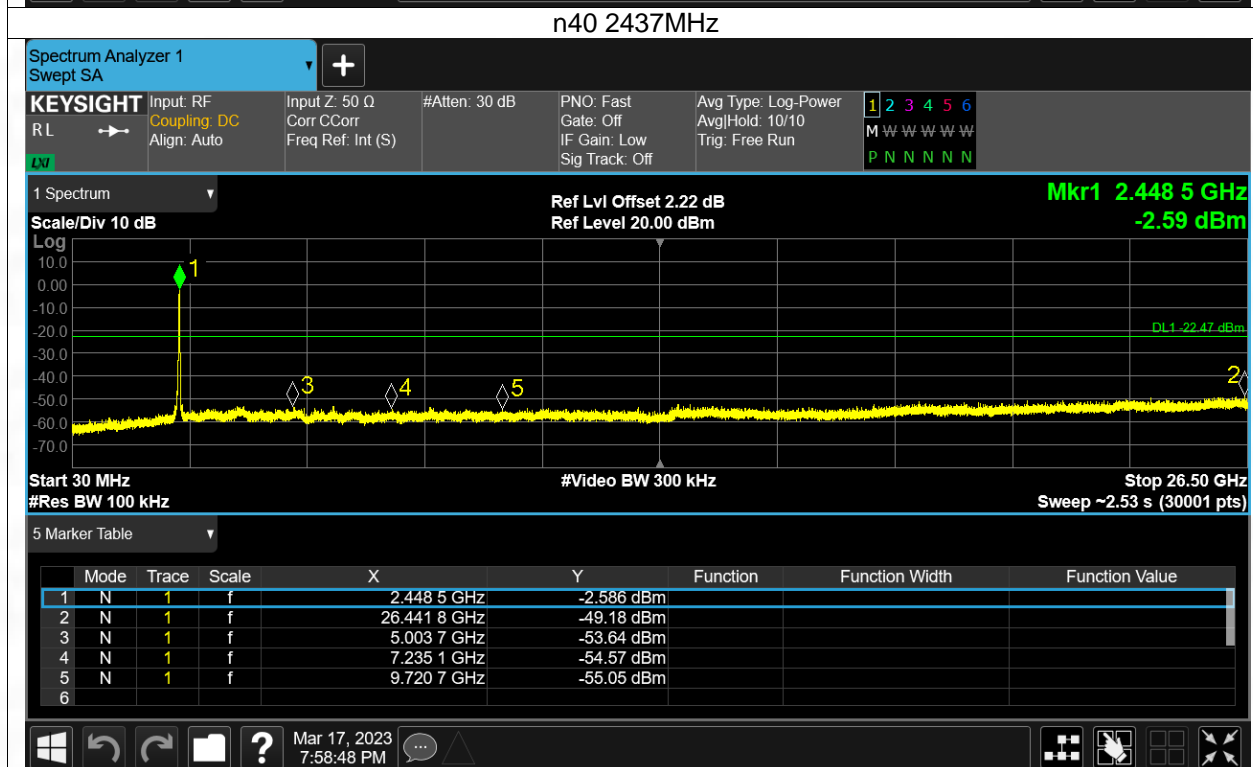 n40 2437MHz
Spectrum Analyzer 1
Swept SA
KEYSIGHT
RL
LXI
Input: RF
Coupling: DC
Align: Auto
Input Z: 50 Ω
Corr CCorr
Freq Ref: Int (S)
#Atten: 30 dB
PNO: Fast
Gate: Off
IF Gain: Low
Sig Track: Off
Avg Type: Log-Power
Avg|Hold: 10/10
Trig: Free Run
1 2 3 4 5 6
M W W W W W
P N N N N N
1 Spectrum
Scale/Div 10 dB
Ref Lvl Offset 2.22 dB
Ref Level 20.00 dBm
Mkr1 2.448 5 GHz
-2.59 dBm
Log
10.0
0.00
-10.0
-20.0
-30.0
-40.0
-50.0
-60.0
-70.0
1
DL1 -22.47 dBm
3
4
5
2
Start 30 MHz
#Video BW 300 kHz
Stop 26.50 GHz
#Res BW 100 kHz
Sweep ~2.53 s (30001 pts)
5 Marker Table
Mode Trace Scale X Y Function Function Width Function Value
1 N 1 f 2.448 5 GHz -2.586 dBm
2 N 1 f 26.441 8 GHz -49.18 dBm
3 N 1 f 5.003 7 GHz -53.64 dBm
4 N 1 f 7.235 1 GHz -54.57 dBm
5 N 1 f 9.720 7 GHz -55.05 dBm
6
?
Mar 17, 2023
7:58:48 PM